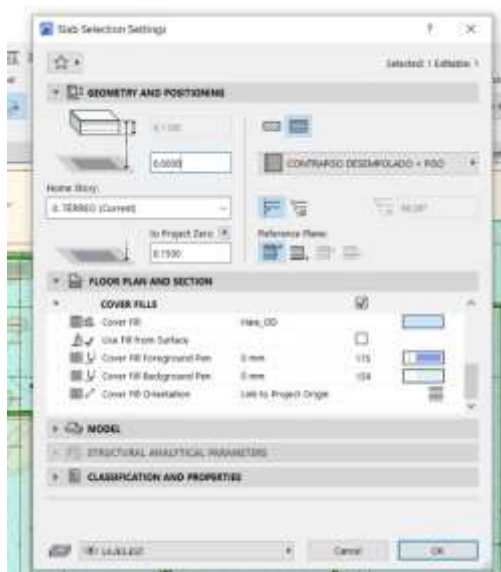 Slab Selection Settings
? ×
Selected: 1 Editable: 1
GEOMETRY AND POSITIONING
0.0000
CONTRAPISO DESEMPOLADO + PISO
Home Story:
0. TÉRREO (Current)
to Project Zero
0.1500
Reference Plane:
FLOOR PLAN AND SECTION
COVER FILLS
Cover Fill
Use Fill from Surface
Cover Fill Foreground Pen 0 mm 175
Cover Fill Background Pen 0 mm
Cover Fill Orientation Link to Project Origin
MODEL
STRUCTURAL ANALYTICAL PARAMETERS
CLASSIFICATION AND PROPERTIES
Cancel
OK